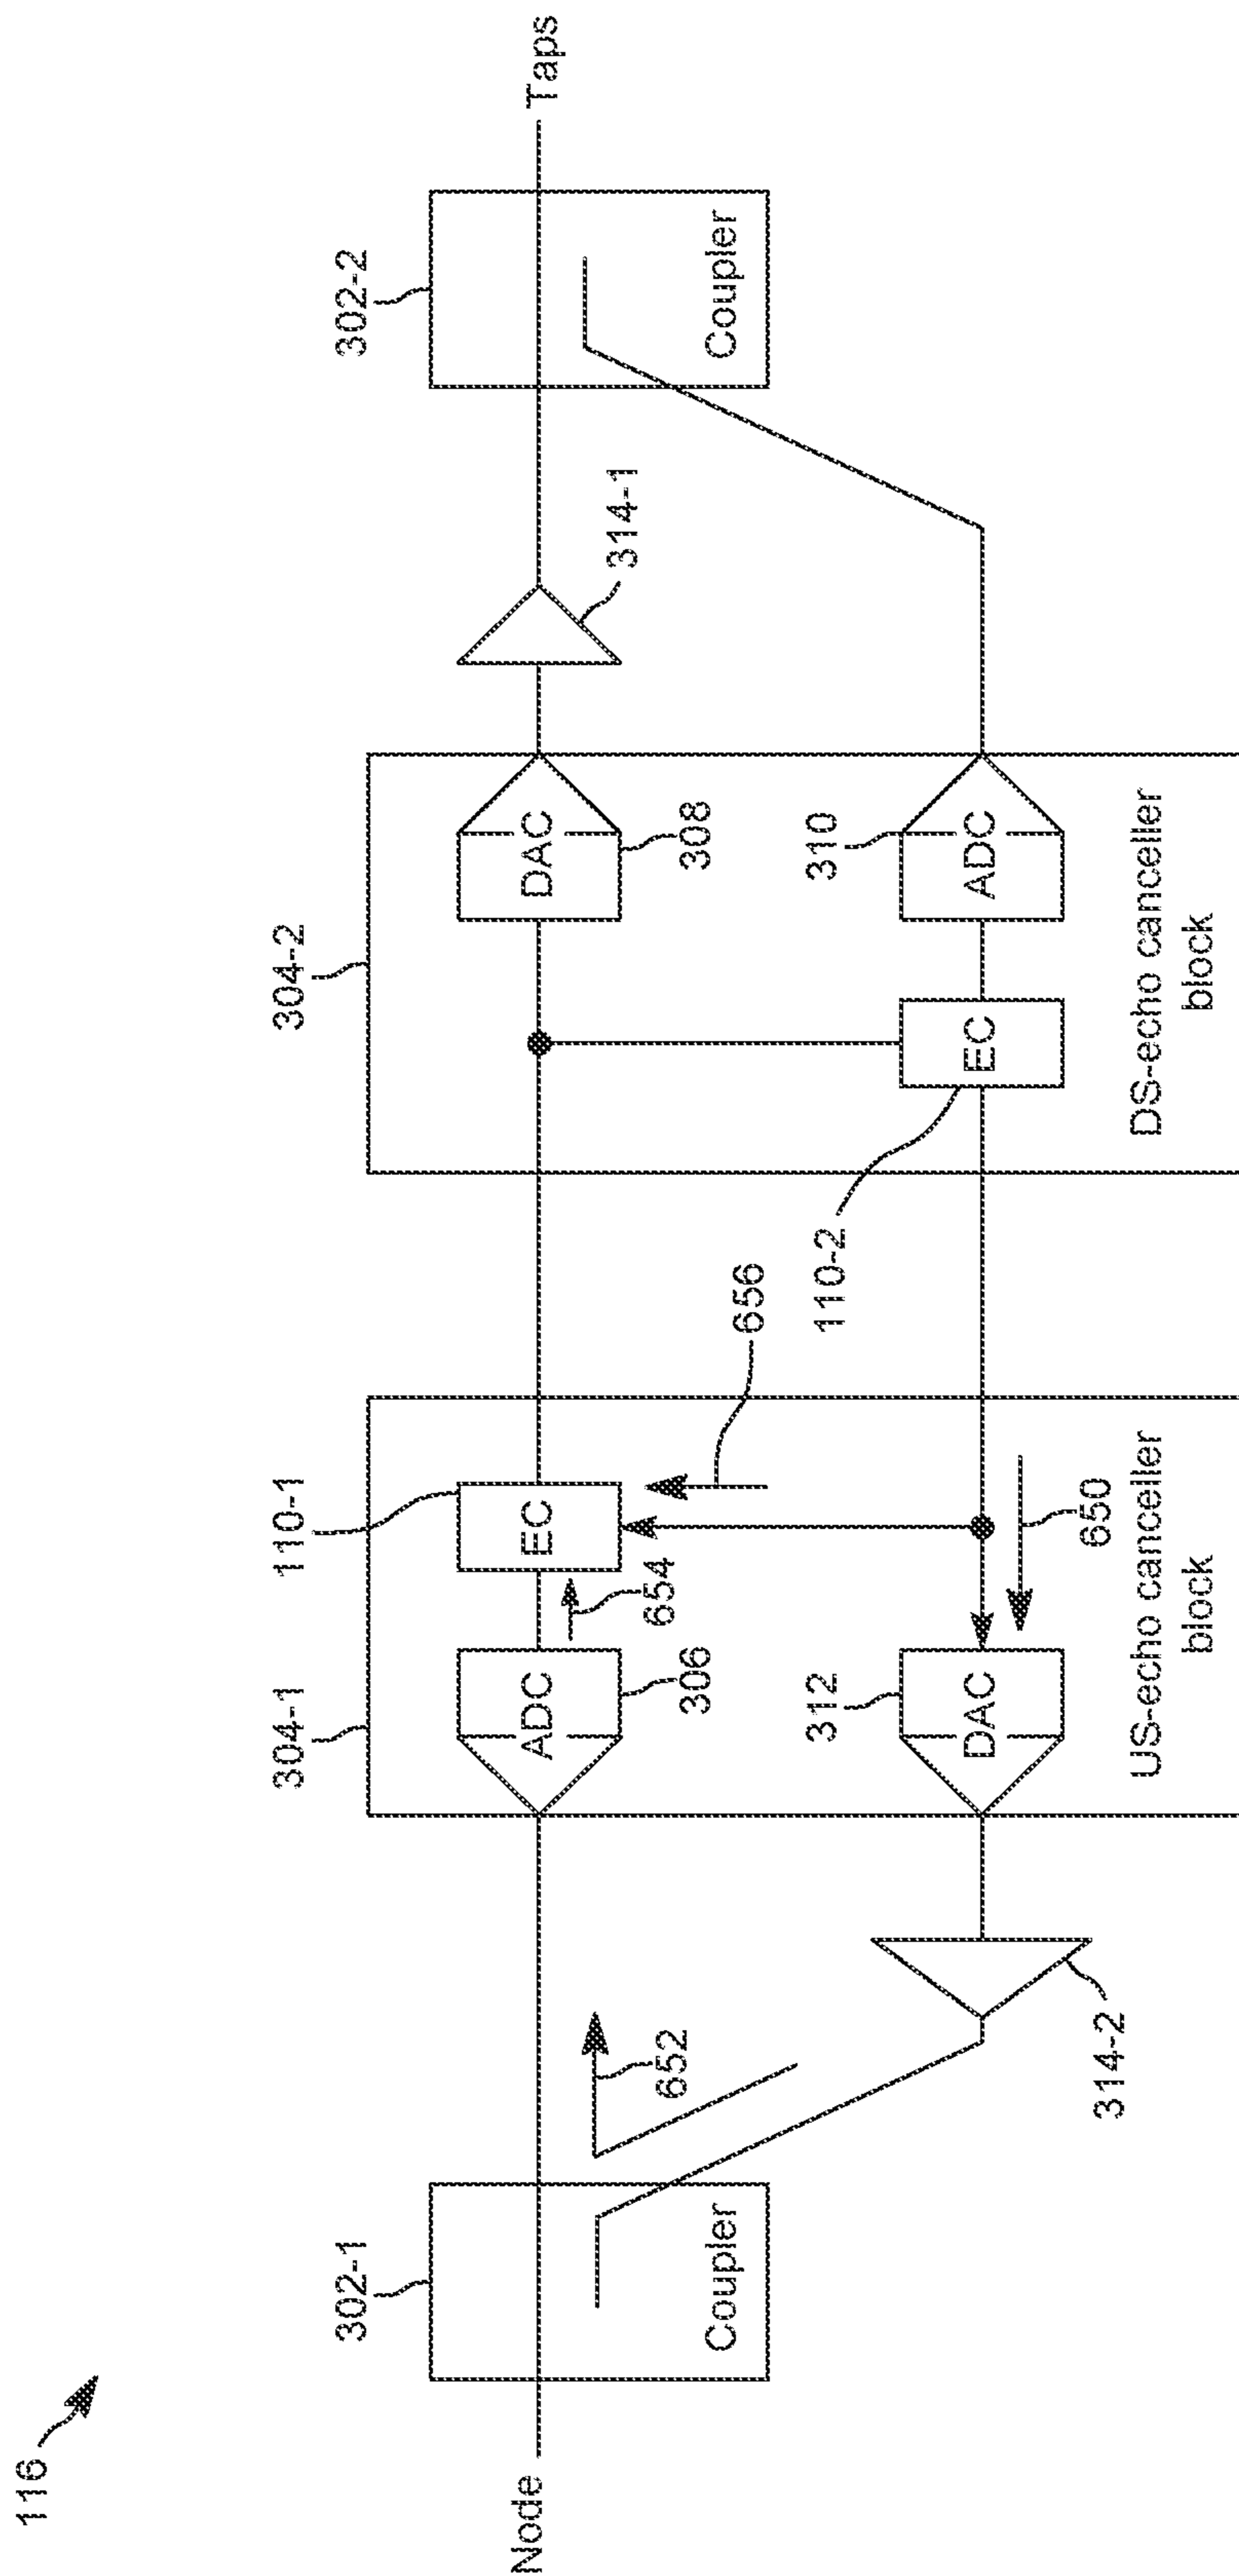 116
Node
302-1
Coupler
652
314-2
304-1
ADC
306
654
EC
110-1
656
312
DAC
650
US-echo canceller
block
304-2
DAC
308
310
ADC
EC
110-2
DS-echo canceller
block
314-1
302-2
Coupler
Taps